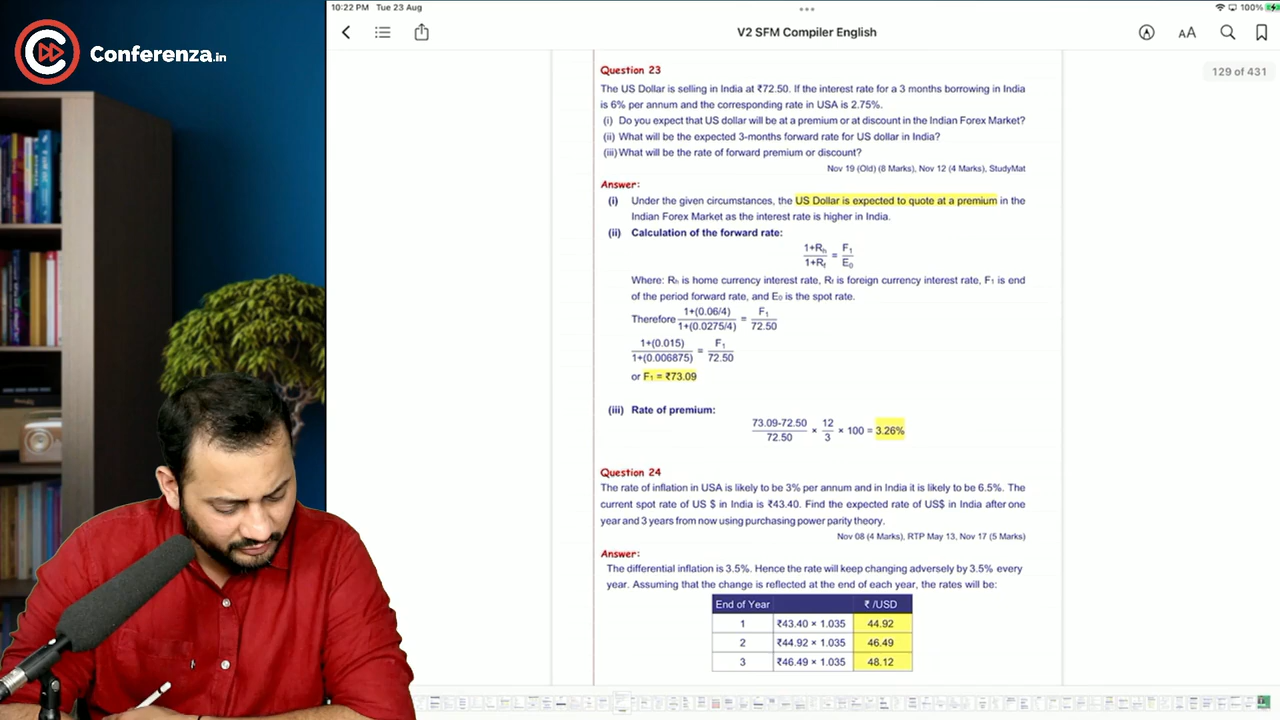 10:22 PM Tue 23 Aug
100%
Conferenza.in
V2 SFM Compiler English
AA
129 of 431
Question 23
The US Dollar is selling in India at ₹72.50. If the interest rate for a 3 months borrowing in India
is 6% per annum and the corresponding rate in USA is 2.75%.
(i) Do you expect that US dollar will be at a premium or at discount in the Indian Forex Market?
(ii) What will be the expected 3-months forward rate for US dollar in India?
(iii) What will be the rate of forward premium or discount?
Nov 19 (Old) (8 Marks), Nov 12 (4 Marks), StudyMat
Answer:
(i) Under the given circumstances, the US Dollar is expected to quote at a premium in the
Indian Forex Market as the interest rate is higher in India.
(ii) Calculation of the forward rate:
1+Rh / 1+Rf = F1 / E0
Where: Rh is home currency interest rate, Rf is foreign currency interest rate, F1 is end
of the period forward rate, and E0 is the spot rate.
Therefore 1+(0.06/4) / 1+(0.0275/4) = F1 / 72.50
1+(0.015) / 1+(0.006875) = F1 / 72.50
or F1 = ₹73.09
(iii) Rate of premium:
73.09-72.50 / 72.50 × 12 / 3 × 100 = 3.26%
Question 24
The rate of inflation in USA is likely to be 3% per annum and in India it is likely to be 6.5%. The
current spot rate of US $ in India is ₹43.40. Find the expected rate of US$ in India after one
year and 3 years from now using purchasing power parity theory.
Nov 08 (4 Marks), RTP May 13, Nov 17 (5 Marks)
Answer:
The differential inflation is 3.5%. Hence the rate will keep changing adversely by 3.5% every
year. Assuming that the change is reflected at the end of each year, the rates will be:
End of Year ₹ /USD
1 ₹43.40 × 1.035 44.92
2 ₹44.92 × 1.035 46.49
3 ₹46.49 × 1.035 48.12